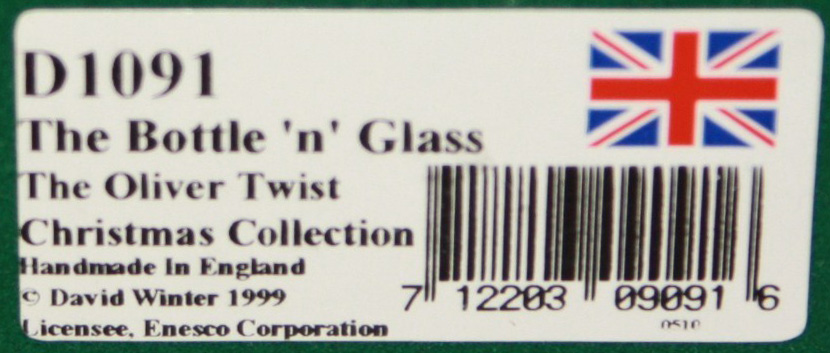 D1091
The Bottle 'n' Glass
The Oliver Twist
Christmas Collection
Handmade In England
© David Winter 1999
Licensee, Enesco Corporation
7 12203 09091 6
0510